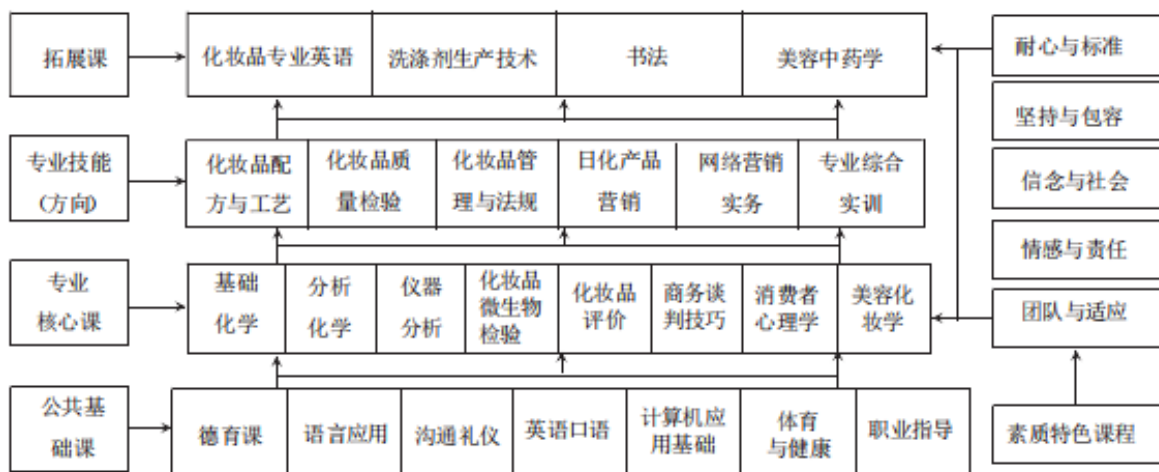 拓展课
化妆品专业英语
洗涤剂生产技术
书法
美容中药学
耐心与标准
坚持与包容
专业技能
(方向)
化妆品配
方与工艺
化妆品质
量检验
化妆品管
理与法规
日化产品
营销
网络营销
实务
专业综合
实训
信念与社会
情感与责任
专业
核心课
基础
化学
分析
化学
仪器
分析
化妆品
微生物
检验
化妆品
评价
商务谈
判技巧
消费者
心理学
美容化
妆学
团队与适应
公共基
础课
德育课
语言应用
沟通礼仪
英语口语
计算机应
用基础
体育
与健康
职业指导
素质特色课程